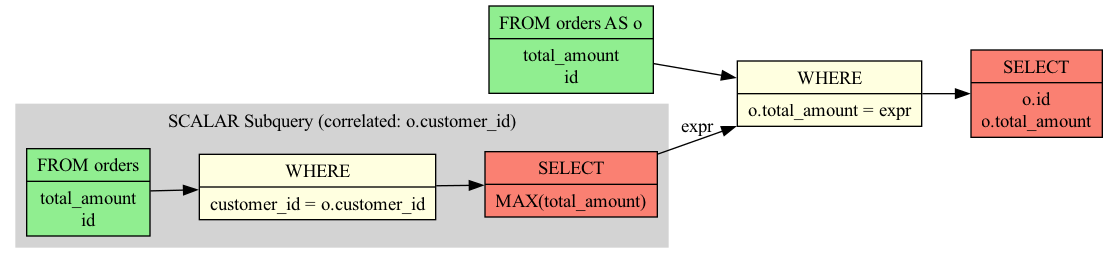 FROM orders AS o
total_amount
id
WHERE
o.total_amount = expr
SELECT
o.id
o.total_amount
SCALAR Subquery (correlated: o.customer_id)
expr
FROM orders
total_amount
id
WHERE
customer_id = o.customer_id
SELECT
MAX(total_amount)